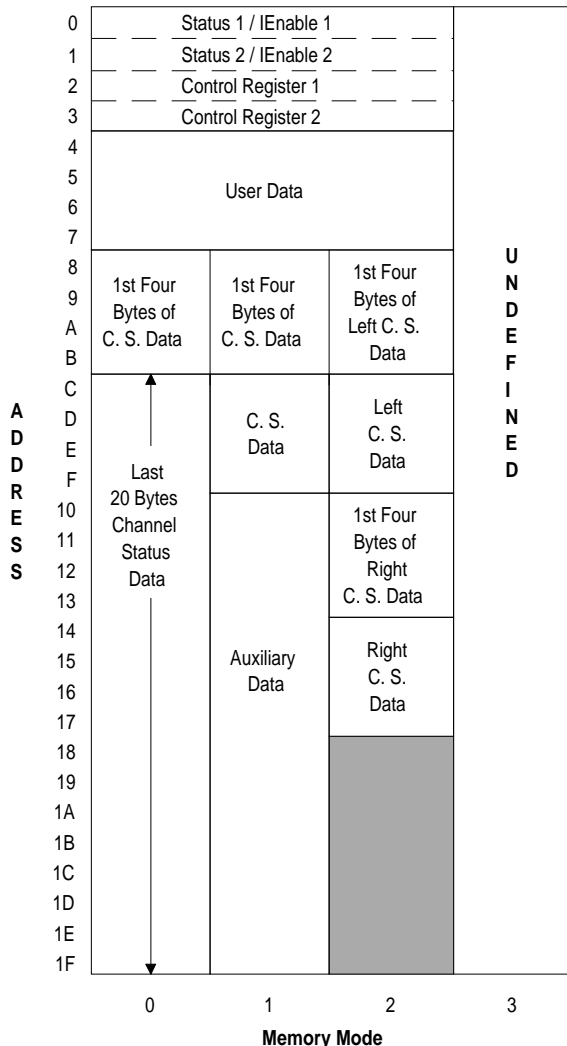 0
Status 1 / IEnable 1
1
Status 2 / IEnable 2
2
Control Register 1
3
Control Register 2
4
5
6
7
User Data
8
9
A
B
1st Four
Bytes of
C. S. Data
1st Four
Bytes of
C. S. Data
1st Four
Bytes of
Left C. S.
Data
C
D
E
F
10
11
12
13
14
15
16
17
18
19
1A
1B
1C
1D
1E
1F
Last
20 Bytes
Channel
Status
Data
C. S.
Data
Auxiliary
Data
Left
C. S.
Data
1st Four
Bytes of
Right
C. S. Data
Right
C. S.
Data
UNDEFINED
ADDRESS
0 1 2 3
Memory Mode